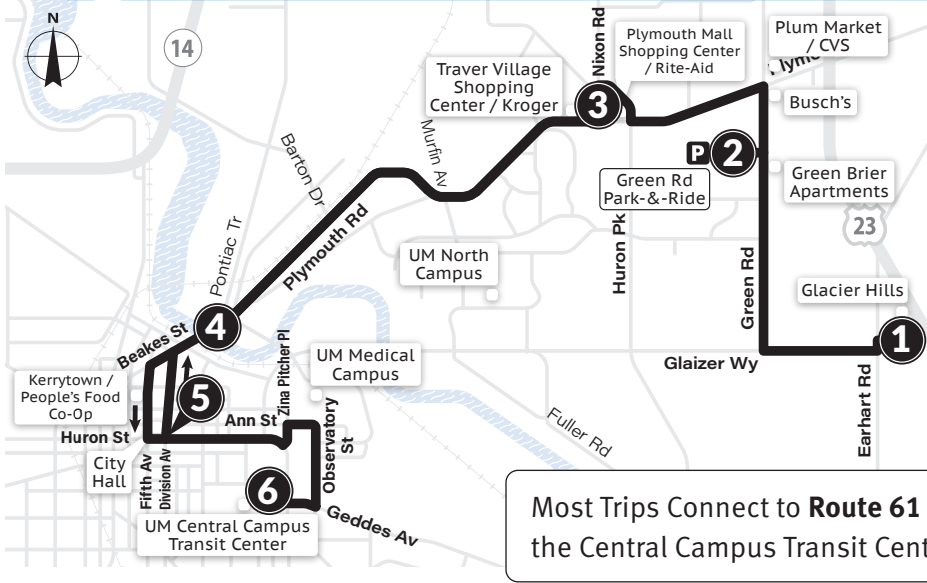 N
14
Nixon Rd
Plymouth Mall
Shopping Center
/ Rite-Aid
Plum Market
/ CVS
Traver Village
Shopping
Center / Kroger
3
Busch's
Murfin Av
Barton Dr
P
2
Green Rd
Park-&-Ride
Green Brier
Apartments
23
Pontiac Tr
Plymouth Rd
UM North
Campus
Huron Pk
Green Rd
Glacier Hills
4
1
Beakes St
Zina Pitcher Pl
UM Medical
Campus
Glaizer Wy
Earhart Rd
Kerrytown /
People's Food
Co-Op
5
Ann St
Observatory
St
Fuller Rd
Huron St
City
Hall
Fifth Av
Division Av
6
Geddes Av
UM Central Campus
Transit Center
Most Trips Connect to Route 61
the Central Campus Transit